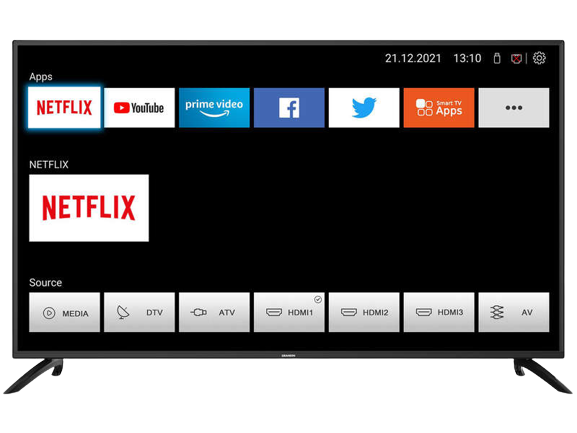 21.12.2021 13:10
Apps
NETFLIX
YouTube
prime video
Smart TV
Apps
NETFLIX
NETFLIX
Source
MEDIA
DTV
ATV
HDMI1
HDMI2
HDMI3
AV